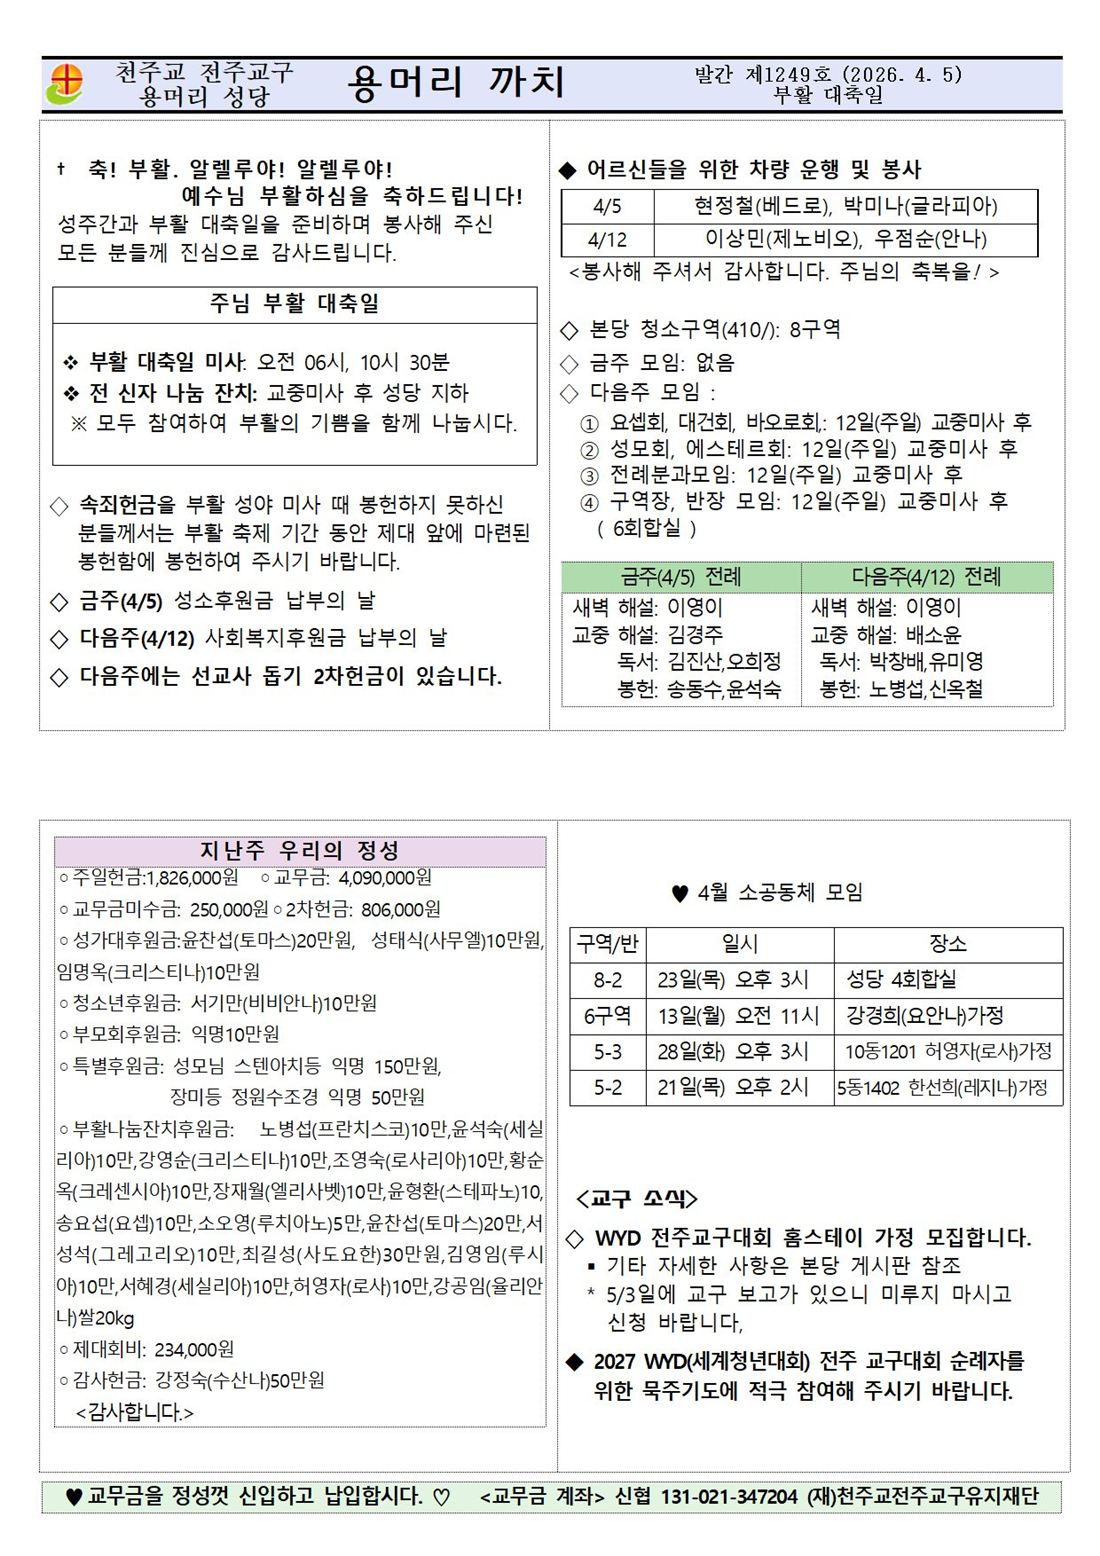 천주교 전주교구
용머리 성당
용머리 까치
발간 제1249호 (2026. 4. 5)
부활 대축일
✝ 축! 부활. 알렐루야! 알렐루야!
예수님 부활하심을 축하드립니다!
성주간과 부활 대축일을 준비하며 봉사해 주신
모든 분들께 진심으로 감사드립니다.
주님 부활 대축일
❖ 부활 대축일 미사: 오전 06시, 10시 30분
❖ 전 신자 나눔 잔치: 교중미사 후 성당 지하
※ 모두 참여하여 부활의 기쁨을 함께 나눕시다.
◇ 속죄헌금을 부활 성야 미사 때 봉헌하지 못하신
분들께서는 부활 축제 기간 동안 제대 앞에 마련된
봉헌함에 봉헌하여 주시기 바랍니다.
◇ 금주(4/5) 성소후원금 납부의 날
◇ 다음주(4/12) 사회복지후원금 납부의 날
◇ 다음주에는 선교사 돕기 2차헌금이 있습니다.
◆ 어르신들을 위한 차량 운행 및 봉사
4/5 현정철(베드로), 박미나(글라피아)
4/12 이상민(제노비오), 우점순(안나)
<봉사해 주셔서 감사합니다. 주님의 축복을! >
◇ 본당 청소구역(410/): 8구역
◇ 금주 모임: 없음
◇ 다음주 모임 :
① 요셉회, 대건회, 바오로회,: 12일(주일) 교중미사 후
② 성모회, 에스테르회: 12일(주일) 교중미사 후
③ 전례분과모임: 12일(주일) 교중미사 후
④ 구역장, 반장 모임: 12일(주일) 교중미사 후
( 6회합실 )
금주(4/5) 전례 다음주(4/12) 전례
새벽 해설: 이영이 새벽 해설: 이영이
교중 해설: 김경주 교중 해설: 배소윤
독서: 김진산,오희정 독서: 박창배,유미영
봉헌: 송동수,윤석숙 봉헌: 노병섭,신옥철
지난주 우리의 정성
○ 주일헌금:1,826,000원 ○ 교무금: 4,090,000원
○ 교무금미수금: 250,000원 ○ 2차헌금: 806,000원
○ 성가대후원금:윤찬섭(토마스)20만원, 성태식(사무엘)10만원,
임명옥(크리스티나)10만원
○ 청소년후원금: 서기만(비비안나)10만원
○ 부모회후원금: 익명10만원
○ 특별후원금: 성모님 스텐아치등 익명 150만원,
장미등 정원수조경 익명 50만원
○ 부활나눔잔치후원금: 노병섭(프란치스코)10만,윤석숙(세실
리아)10만,강영순(크리스티나)10만,조영숙(로사리아)10만,황순
옥(크레센시아)10만,장재월(엘리사벳)10만,윤형환(스테파노)10,
송요섭(요셉)10만,소오영(루치아노)5만,윤찬섭(토마스)20만,서
성석(그레고리오)10만,최길성(사도요한)30만원,김영임(루시
아)10만,서혜경(세실리아)10만,허영자(로사)10만,강공임(율리안
나)쌀20kg
○ 제대회비: 234,000원
○ 감사헌금: 강정숙(수산나)50만원
<감사합니다.>
♥ 4월 소공동체 모임
구역/반 일시 장소
8-2 23일(목) 오후 3시 성당 4회합실
6구역 13일(월) 오전 11시 강경희(요안나)가정
5-3 28일(화) 오후 3시 10동1201 허영자(로사)가정
5-2 21일(목) 오후 2시 5동1402 한선희(레지나)가정
<교구 소식>
◇ WYD 전주교구대회 홈스테이 가정 모집합니다.
▪ 기타 자세한 사항은 본당 게시판 참조
* 5/3일에 교구 보고가 있으니 미루지 마시고
신청 바랍니다,
◆ 2027 WYD(세계청년대회) 전주 교구대회 순례자를
위한 묵주기도에 적극 참여해 주시기 바랍니다.
♥ 교무금을 정성껏 신입하고 납입합시다. ♡ <교무금 계좌> 신협 131-021-347204 (재)천주교전주교구유지재단